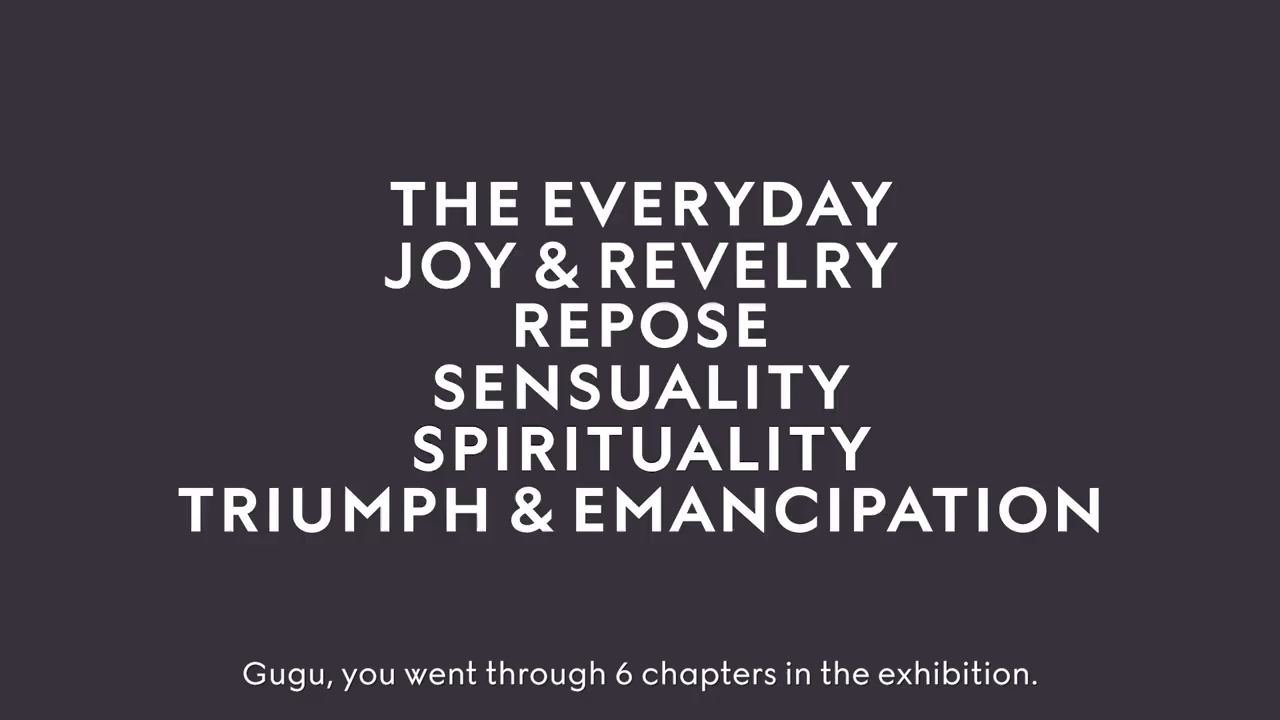 THE EVERYDAY
JOY & REVELRY
REPOSE
SENSUALITY
SPIRITUALITY
TRIUMPH & EMANCIPATION
Gugu, you went through 6 chapters in the exhibition.